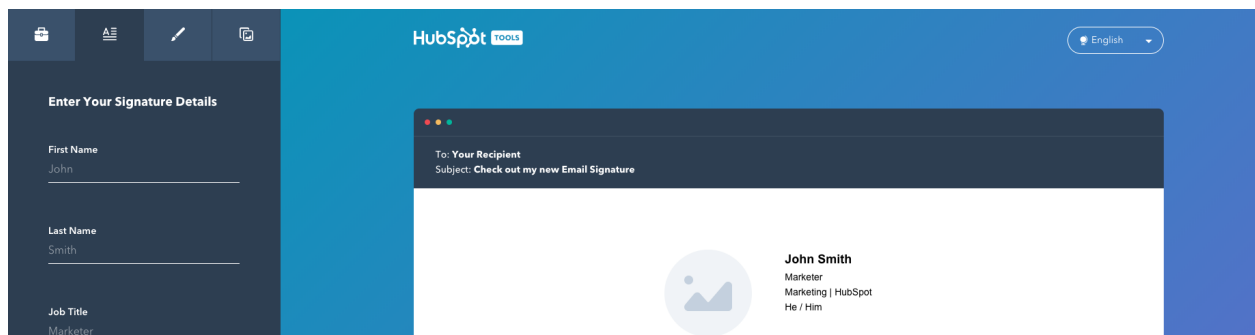 HubSpot TOOLS
English
Enter Your Signature Details
First Name
John
Last Name
Smith
Job Title
Marketer
To: Your Recipient
Subject: Check out my new Email Signature
John Smith
Marketer
Marketing | HubSpot
He / Him